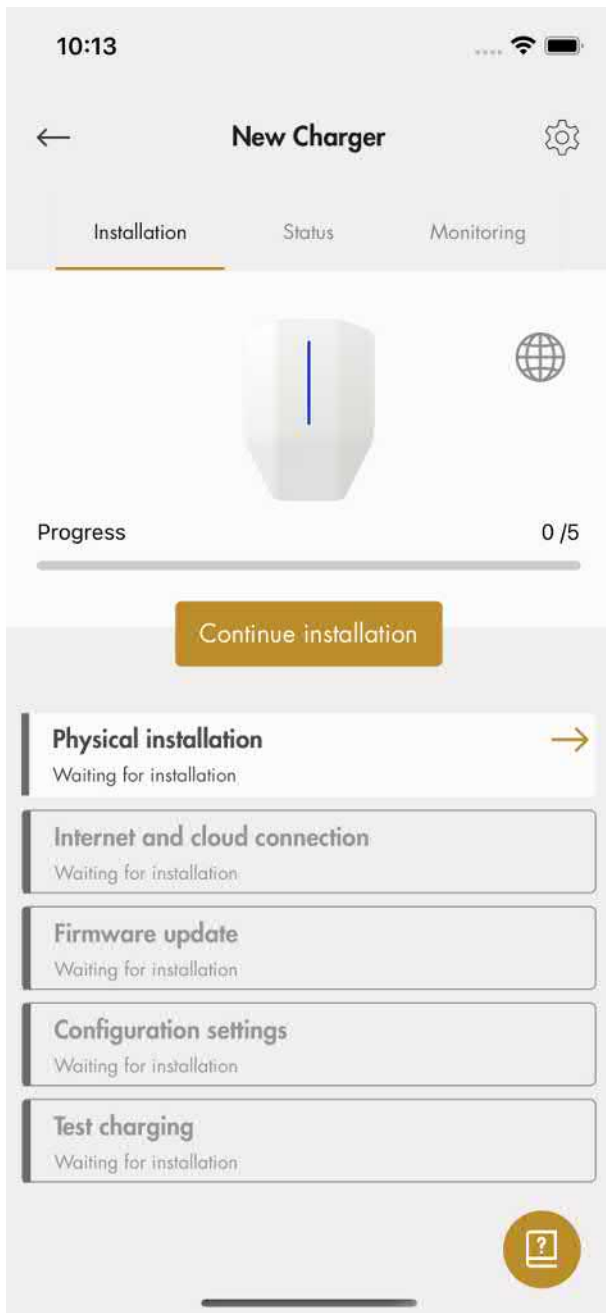 10:13
New Charger
Installation Status Monitoring
Progress 0 /5
Continue installation
Physical installation
Waiting for installation
Internet and cloud connection
Waiting for installation
Firmware update
Waiting for installation
Configuration settings
Waiting for installation
Test charging
Waiting for installation
?